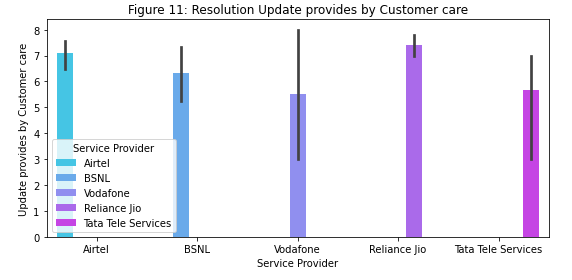 Figure 11: Resolution Update provides by Customer care
Update provides by Customer care
8
7
6
5
4
3
2
1
0
Service Provider
Airtel
BSNL
Vodafone
Reliance Jio
Tata Tele Services
Airtel BSNL Vodafone Reliance Jio Tata Tele Services
Service Provider